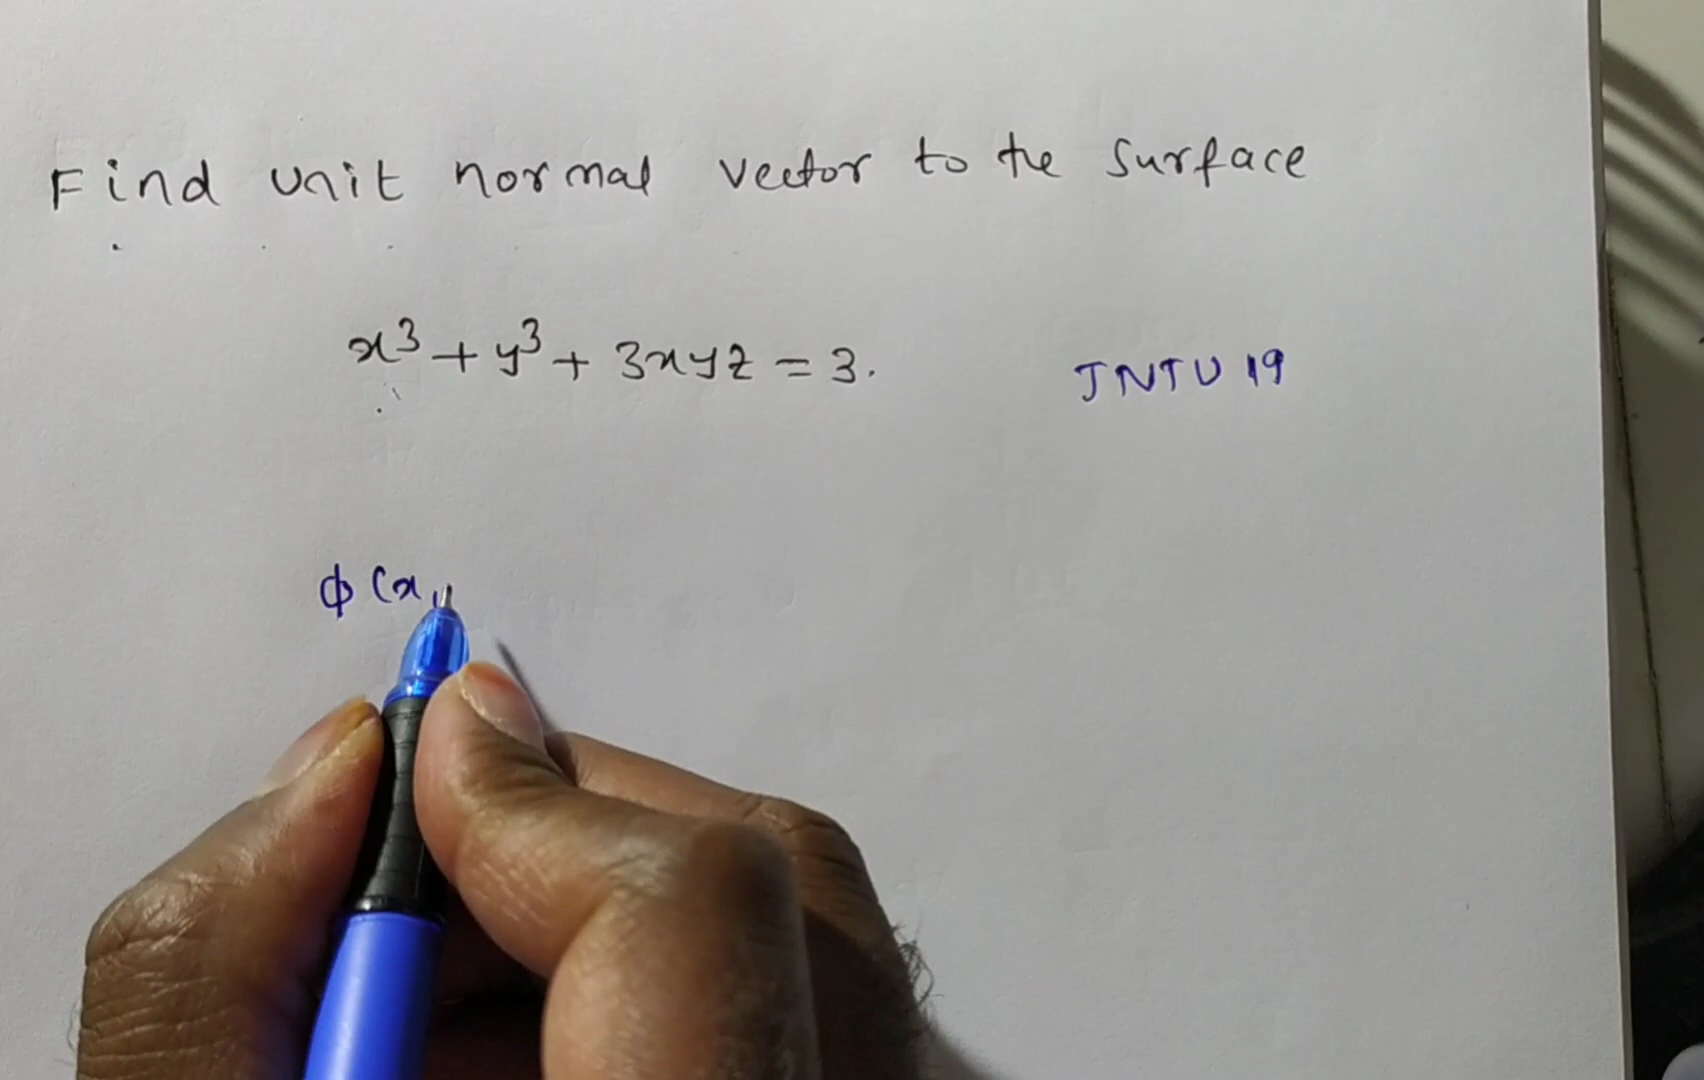 Find unit normal vector to the surface
x³ + y³ + 3xyz = 3. JNTU 19
ϕ (x,